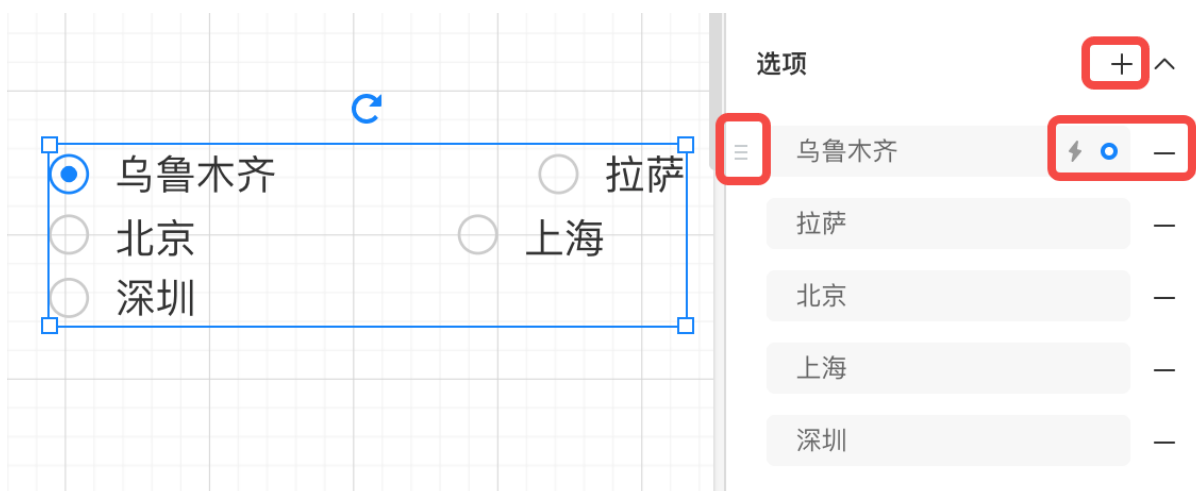 选项
乌鲁木齐 拉萨
北京 上海
深圳
乌鲁木齐
拉萨
北京
上海
深圳